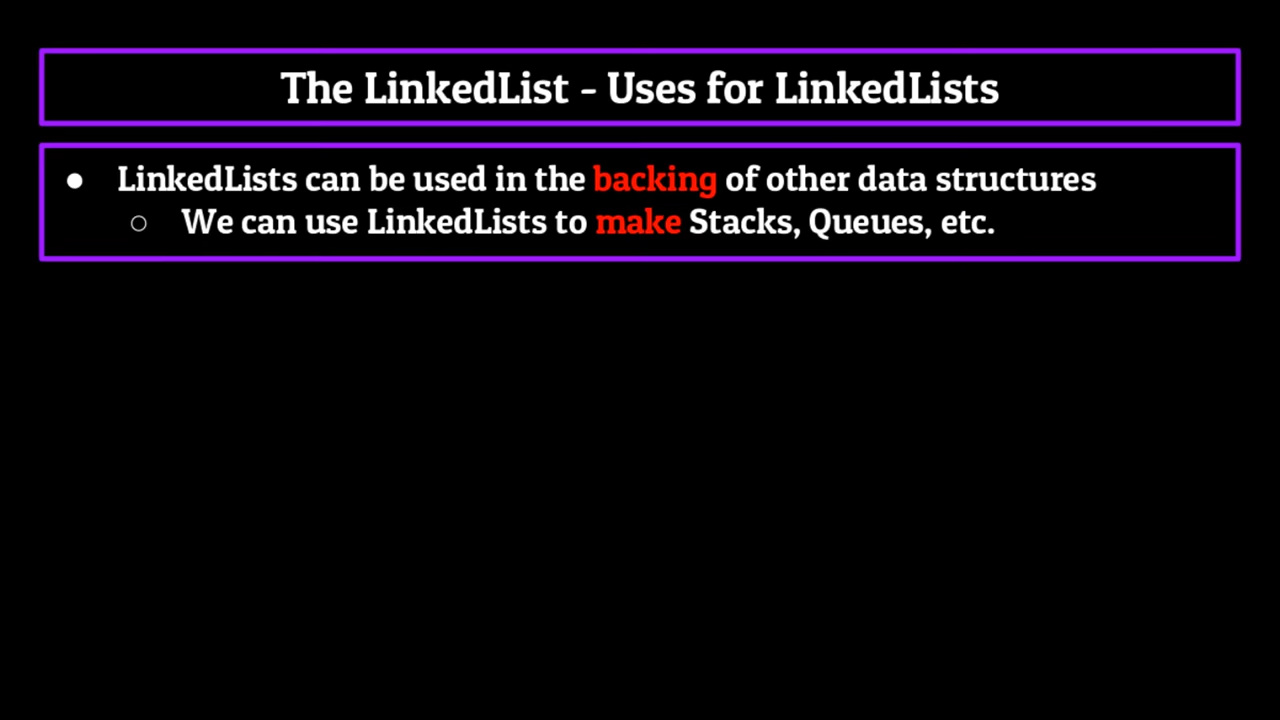 The LinkedList - Uses for LinkedLists
● LinkedLists can be used in the backing of other data structures
○ We can use LinkedLists to make Stacks, Queues, etc.